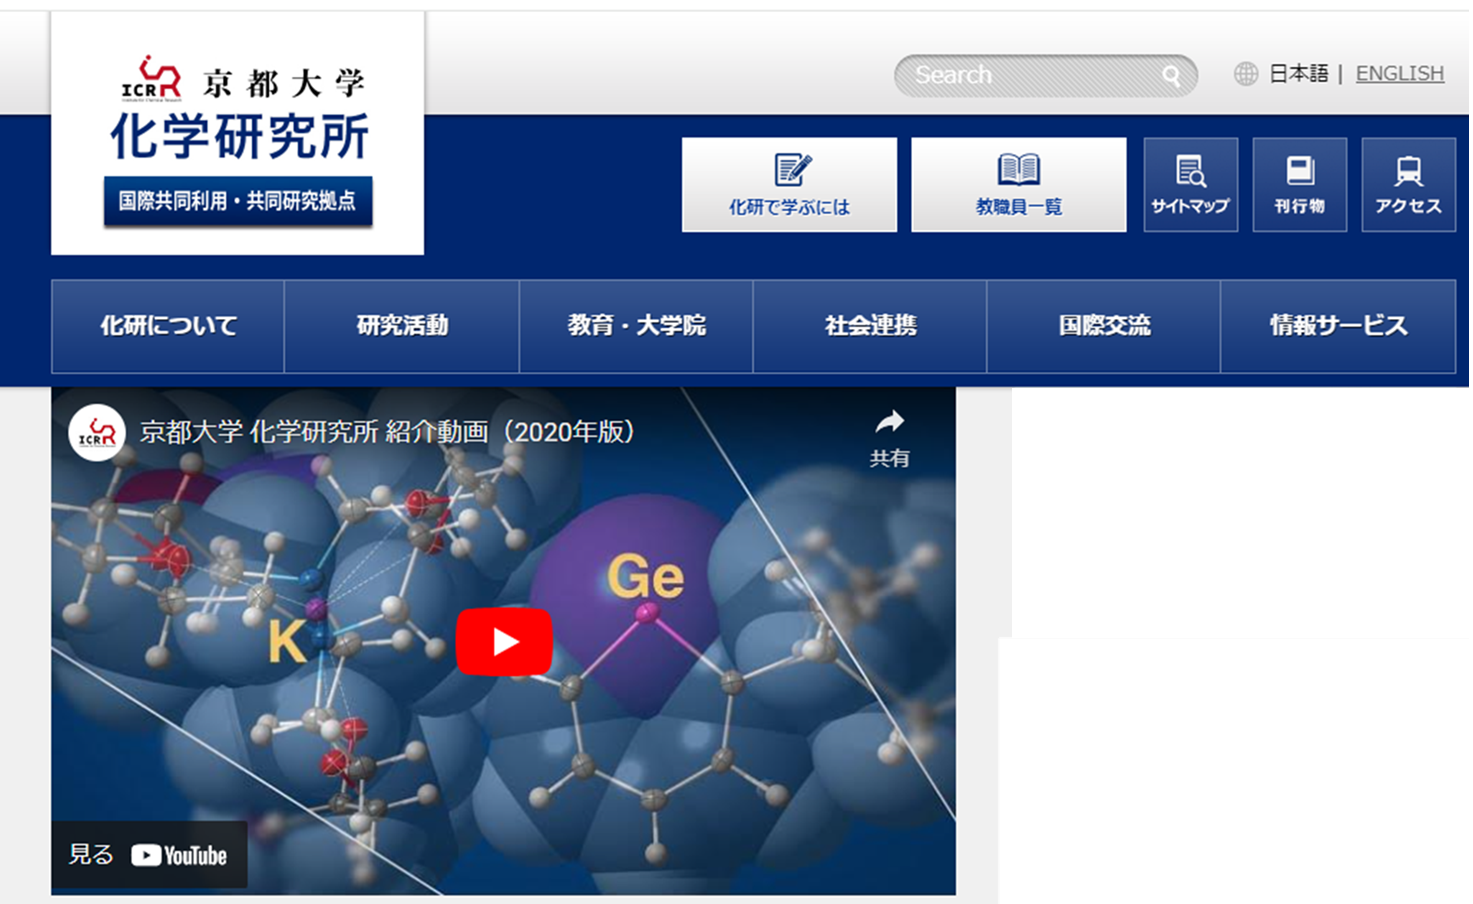 ICR
京都大学
化学研究所
国際共同利用・共同研究拠点
Search
日本語 | ENGLISH
化研で学ぶには
教職員一覧
サイトマップ
刊行物
アクセス
化研について
研究活動
教育・大学院
社会連携
国際交流
情報サービス
ICR
京都大学 化学研究所 紹介動画（2020年版）
共有
Ge
K
見る YouTube